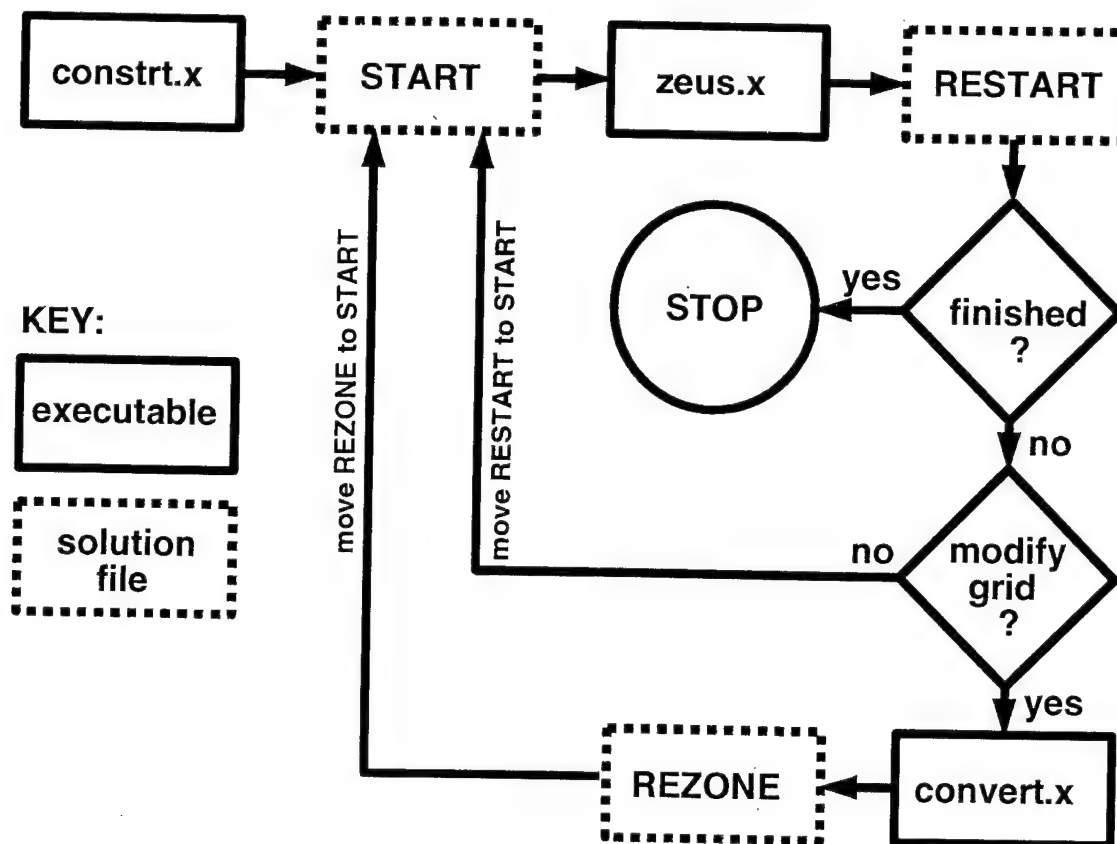 constrt.x
START
zeus.x
RESTART
move REZONE to START
move RESTART to START
STOP
yes
finished
?
KEY:
executable
no
solution
file
no
modify
grid
?
yes
REZONE
convert.x